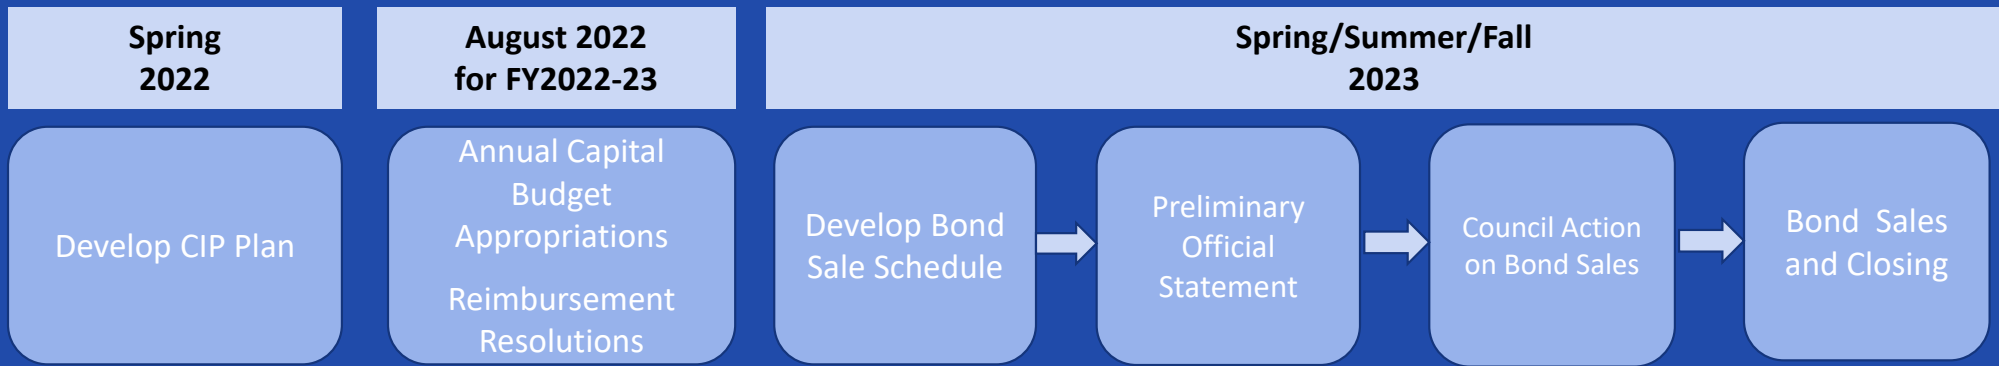 Spring
2022
August 2022
for FY2022-23
Spring/Summer/Fall
2023
Develop CIP Plan
Annual Capital
Budget
Appropriations
Reimbursement
Resolutions
Develop Bond
Sale Schedule
Preliminary
Official
Statement
Council Action
on Bond Sales
Bond  Sales
and Closing